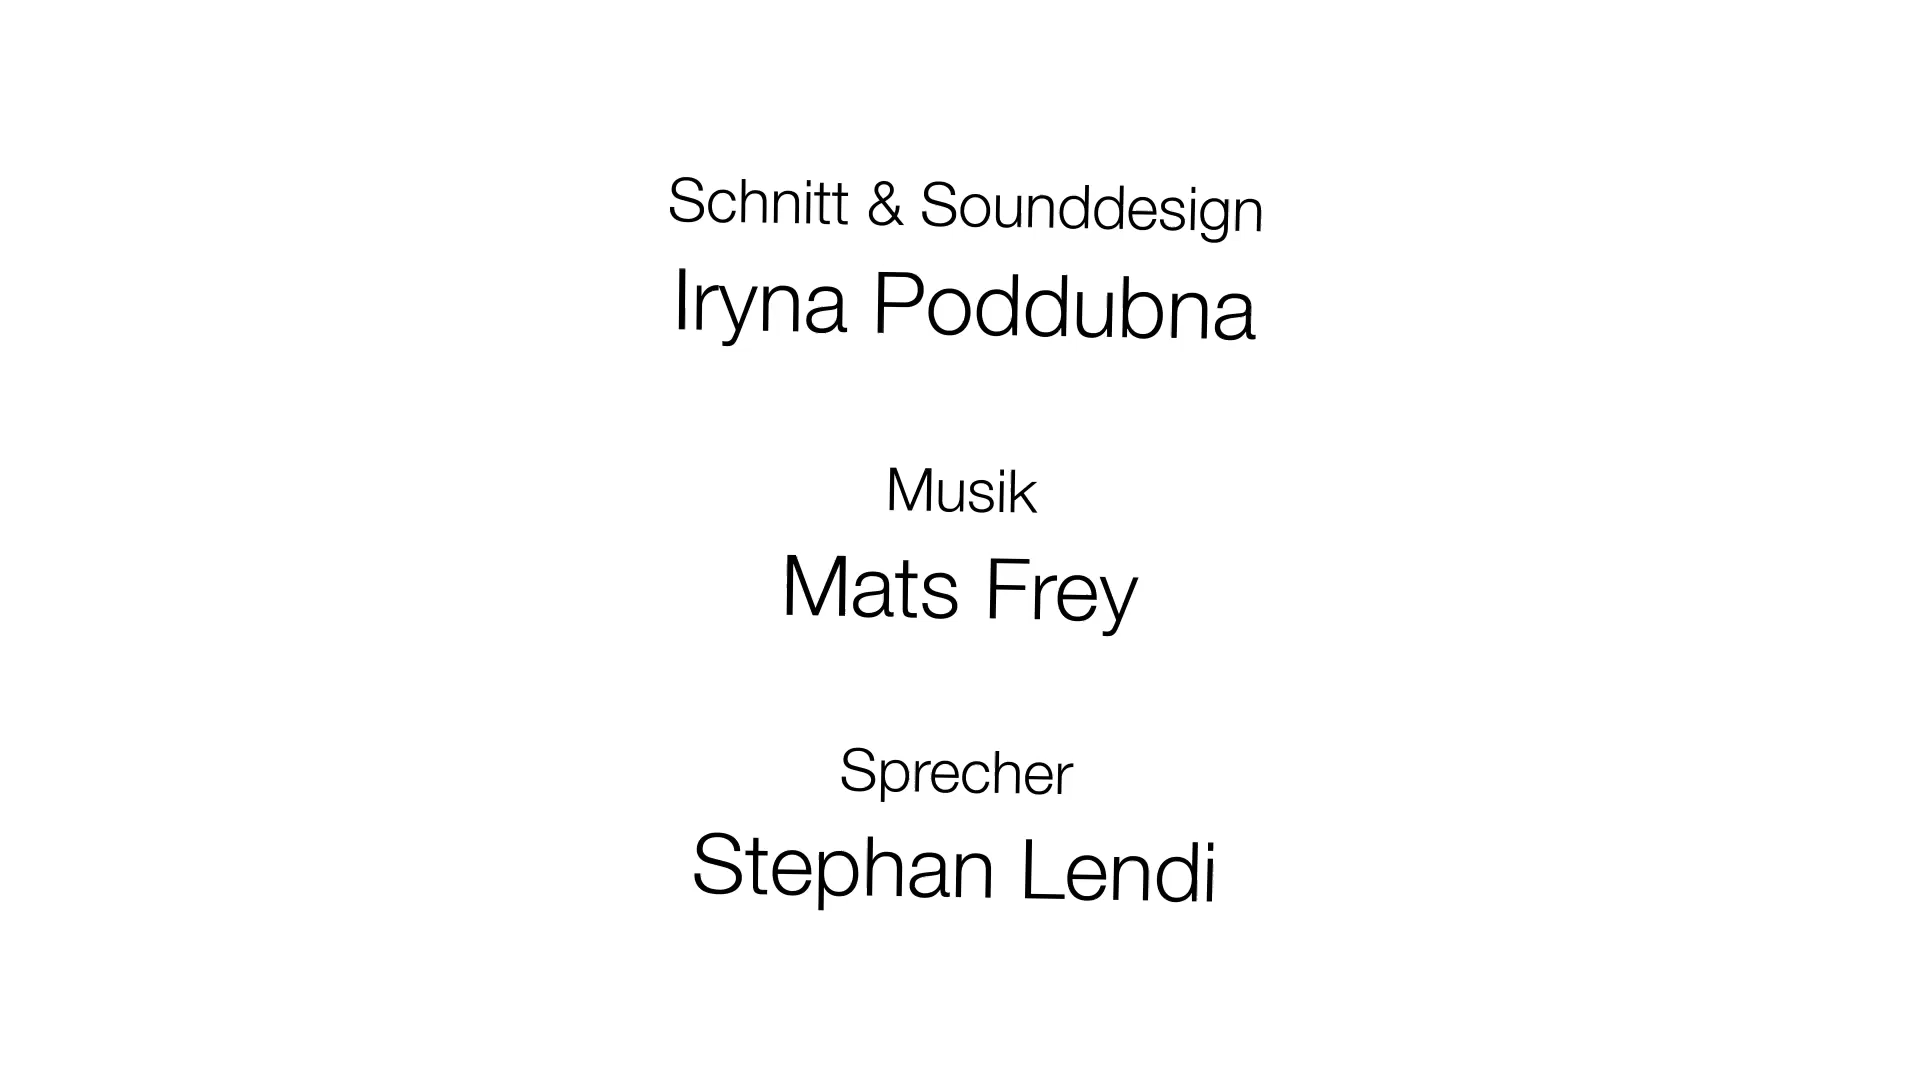 Schnitt & Sounddesign
Iryna Poddubna
Musik
Mats Frey
Sprecher
Stephan Lendi